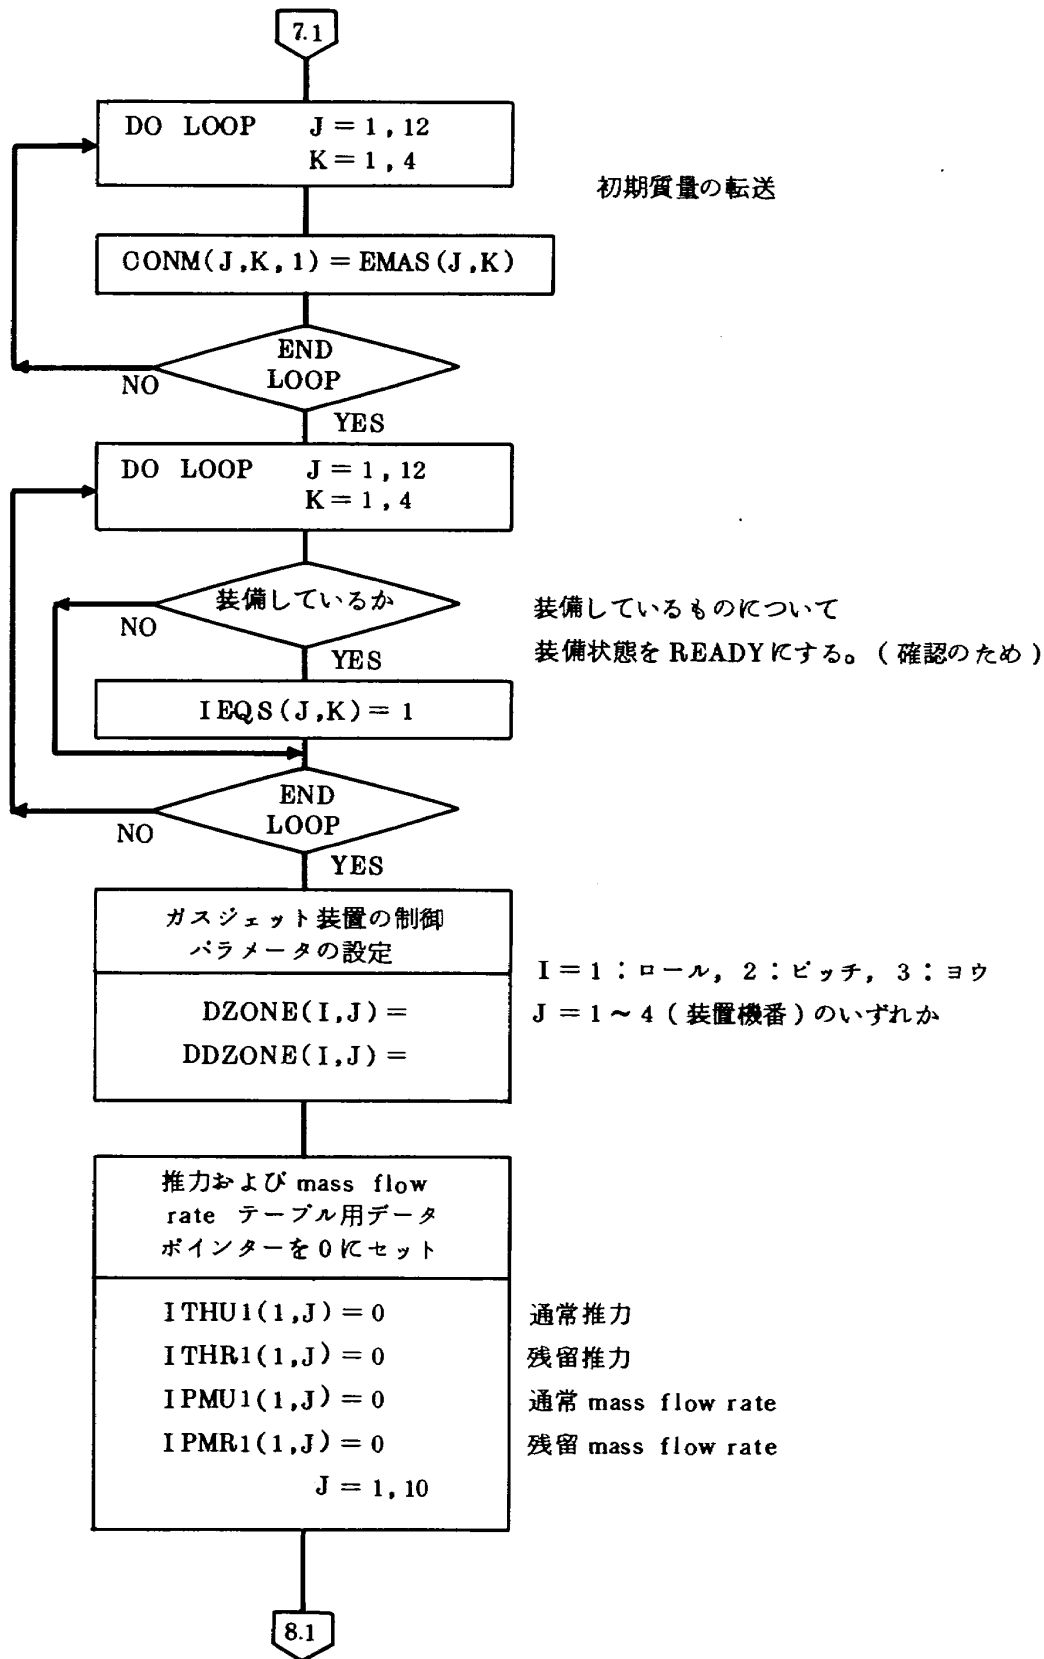 7.1
DO LOOP J = 1, 12
K = 1, 4
初期質量の転送
CONM(J,K,1) = EMAS(J,K)
END
LOOP
NO
YES
DO LOOP J = 1, 12
K = 1, 4
装備しているか
NO
YES
装備しているものについて
装備状態をREADYにする。(確認のため)
IEQS(J,K) = 1
END
LOOP
NO
YES
ガスジェット装置の制御
パラメータの設定
DZONE(I,J) =
DDZONE(I,J) =
I = 1 : ロール, 2 : ピッチ, 3 : ヨウ
J = 1 ~ 4 (装置機番)のいずれか
推力および mass flow
rate テーブル用データ
ポインターを0にセット
ITHU1(1,J) = 0 通常推力
ITHR1(1,J) = 0 残留推力
IPMU1(1,J) = 0 通常 mass flow rate
IPMR1(1,J) = 0 残留 mass flow rate
J = 1, 10
8.1